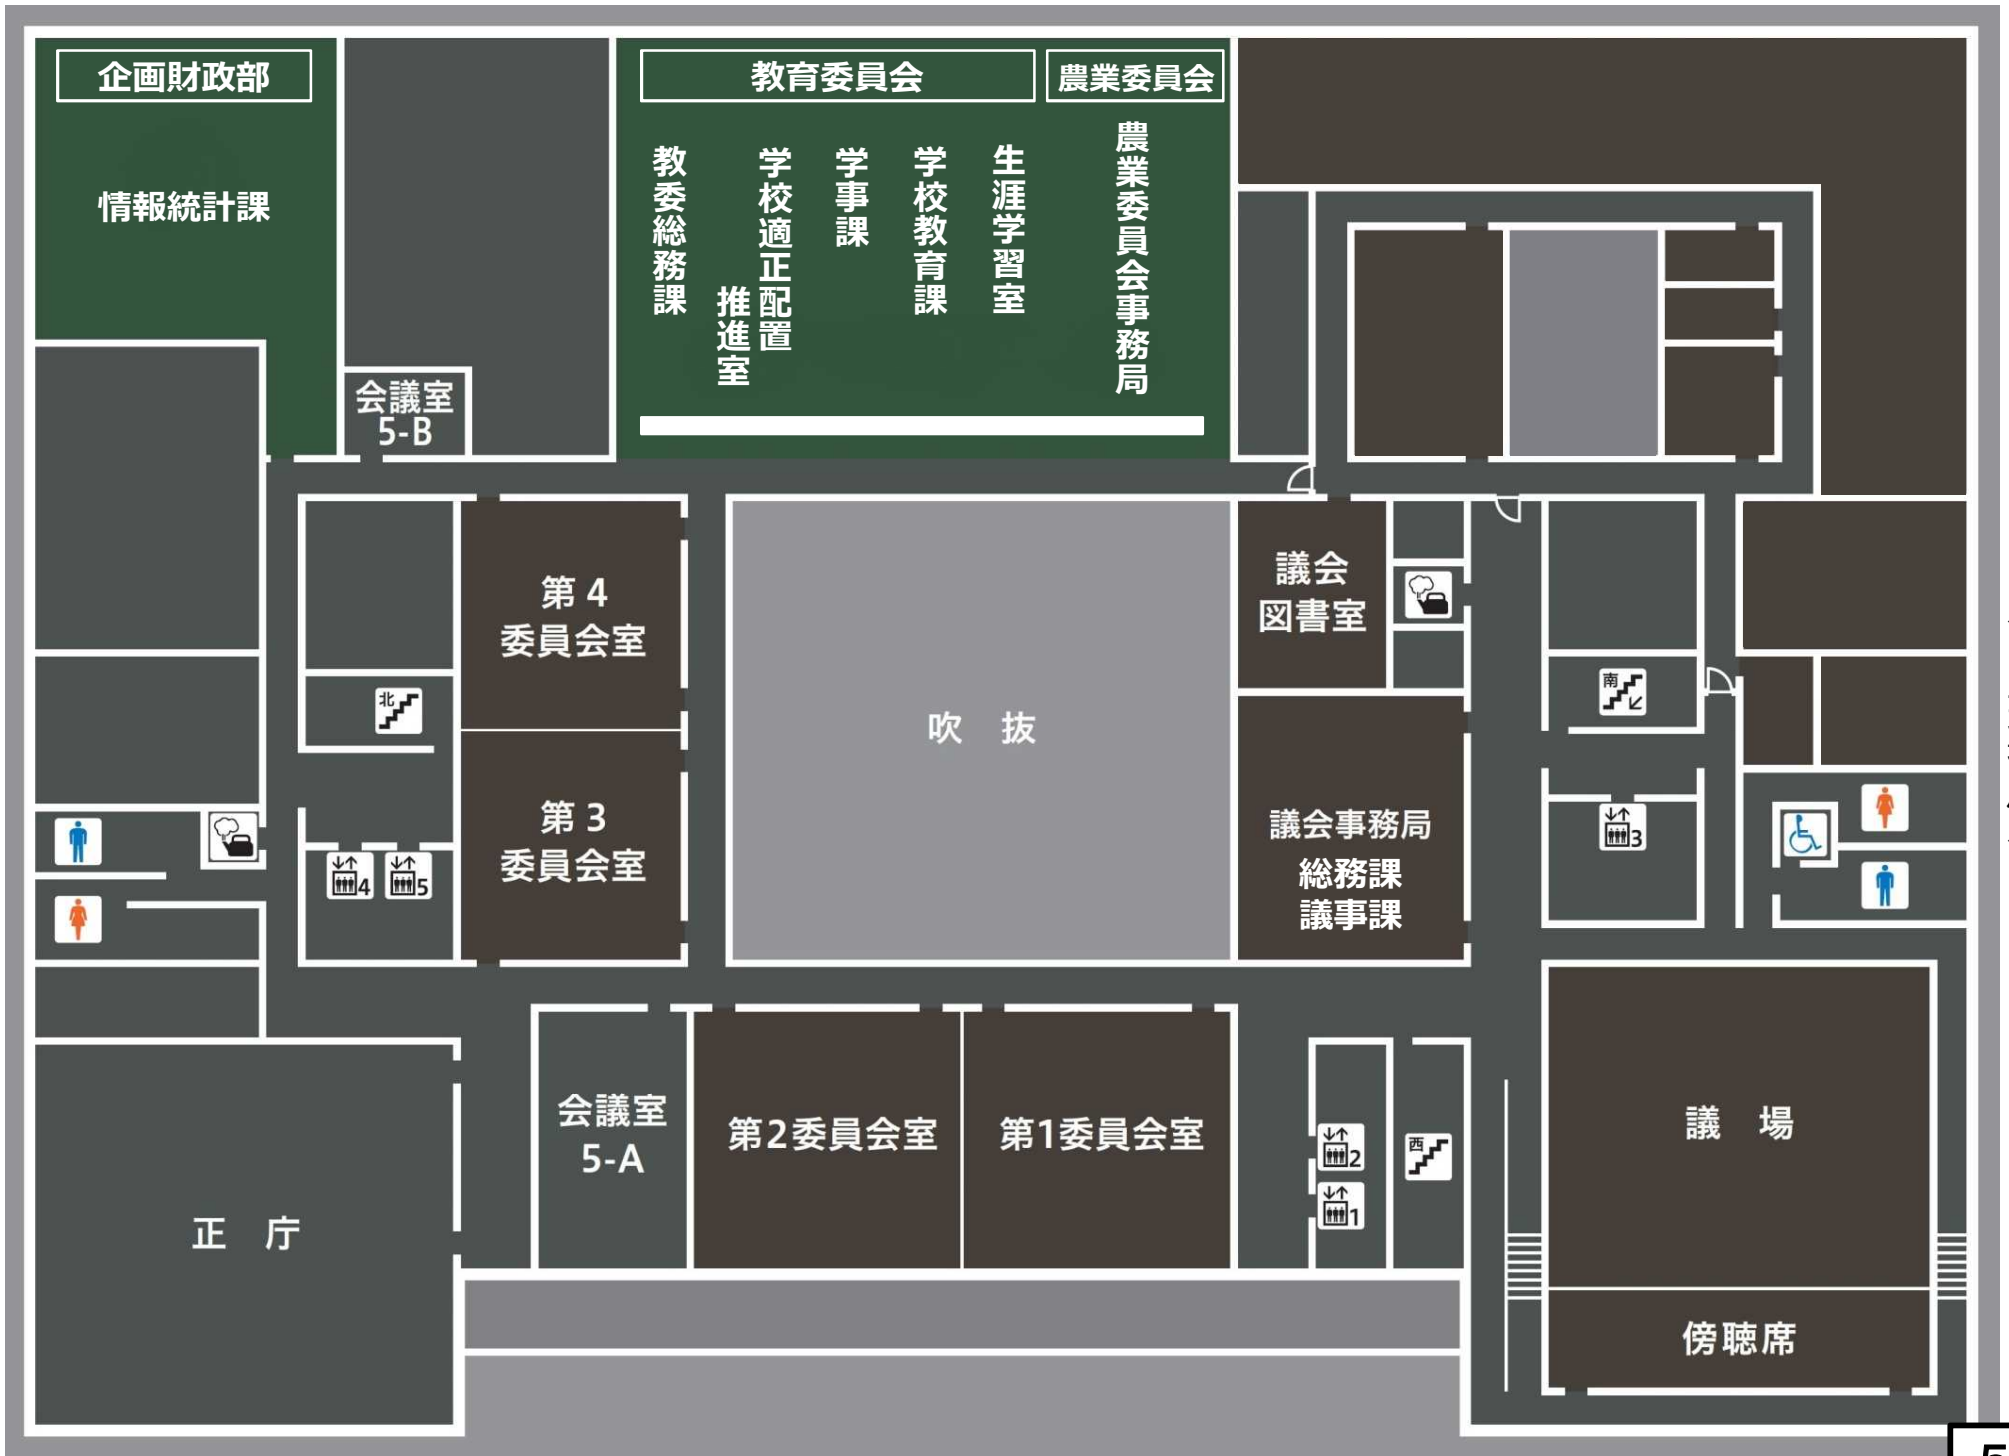 企画財政部
情報統計課
教育委員会
農業委員会
教委総務課
学校適正配置
推進室
学事課
学校教育課
生涯学習室
農業委員会事務局
会議室
5-B
第4
委員会室
北
第3
委員会室
4
5
吹 抜
議会
図書室
議会事務局
総務課
議事課
南
3
会議室
5-A
第2委員会室
第1委員会室
2
1
西
正 庁
議 場
傍聴席